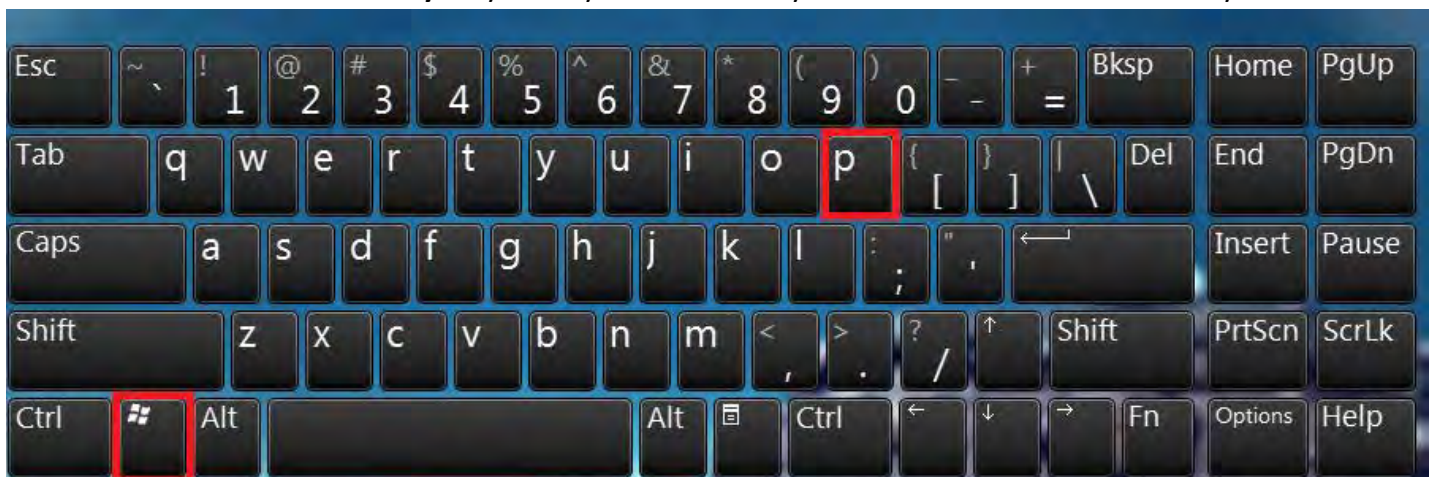 Esc ~ ` ! 1 @ 2 # 3 $ 4 % 5 ^ 6 & 7 * 8 ( 9 ) 0 _ - + = Bksp Home PgUp
Tab q w e r t y u i o p { [ } ] | \ Del End PgDn
Caps a s d f g h j k l : ; " ' Insert Pause
Shift z x c v b n m < , > . ? / ↑ Shift PrtScn ScrLk
Ctrl Alt Alt Ctrl ← ↓ → Fn Options Help